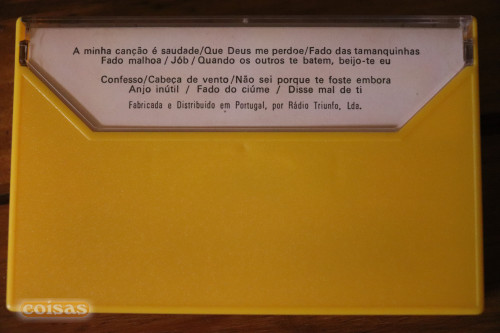 A minha canção é saudade/Que Deus me perdoe/Fado das tamanquinhas
Fado malhoa/Jób/Quando os outros te batem, beijo-te eu
Confesso/Cabeça de vento/Não sei porque te foste embora
Anjo inútil / Fado do ciúme / Disse mal de ti
Fabricada e Distribuido em Portugal, por Rádio Triunfo, Lda.
coisas